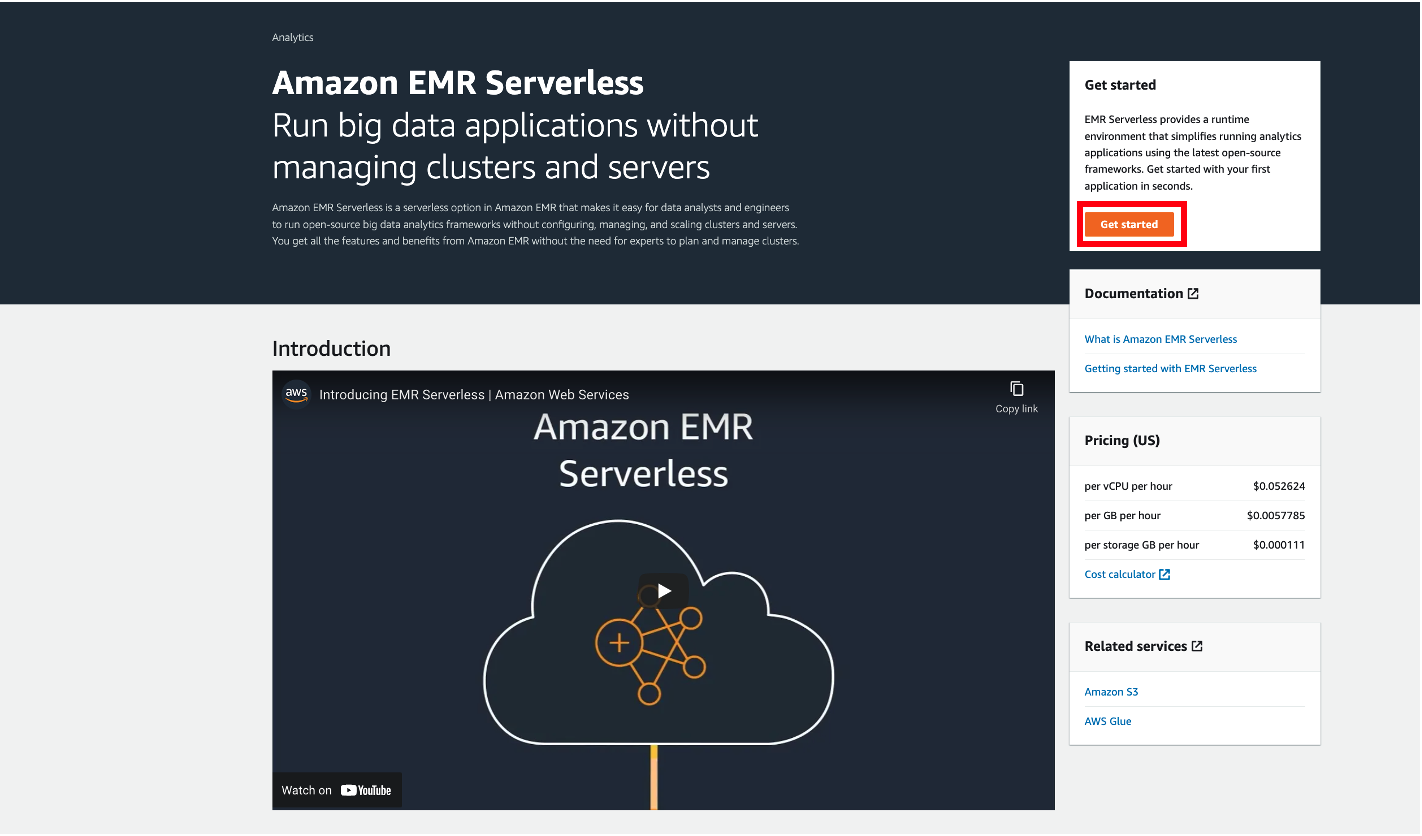 Analytics
Amazon EMR Serverless
Run big data applications without
managing clusters and servers
Amazon EMR Serverless is a serverless option in Amazon EMR that makes it easy for data analysts and engineers
to run open-source big data analytics frameworks without configuring, managing, and scaling clusters and servers.
You get all the features and benefits from Amazon EMR without the need for experts to plan and manage clusters.
Get started
EMR Serverless provides a runtime
environment that simplifies running analytics
applications using the latest open-source
frameworks. Get started with your first
application in seconds.
Get started
Documentation
What is Amazon EMR Serverless
Getting started with EMR Serverless
Introduction
aws
Introducing EMR Serverless | Amazon Web Services
Copy link
Amazon EMR
Serverless
Watch on YouTube
Pricing (US)
per vCPU per hour $0.052624
per GB per hour $0.0057785
per storage GB per hour $0.000111
Cost calculator
Related services
Amazon S3
AWS Glue